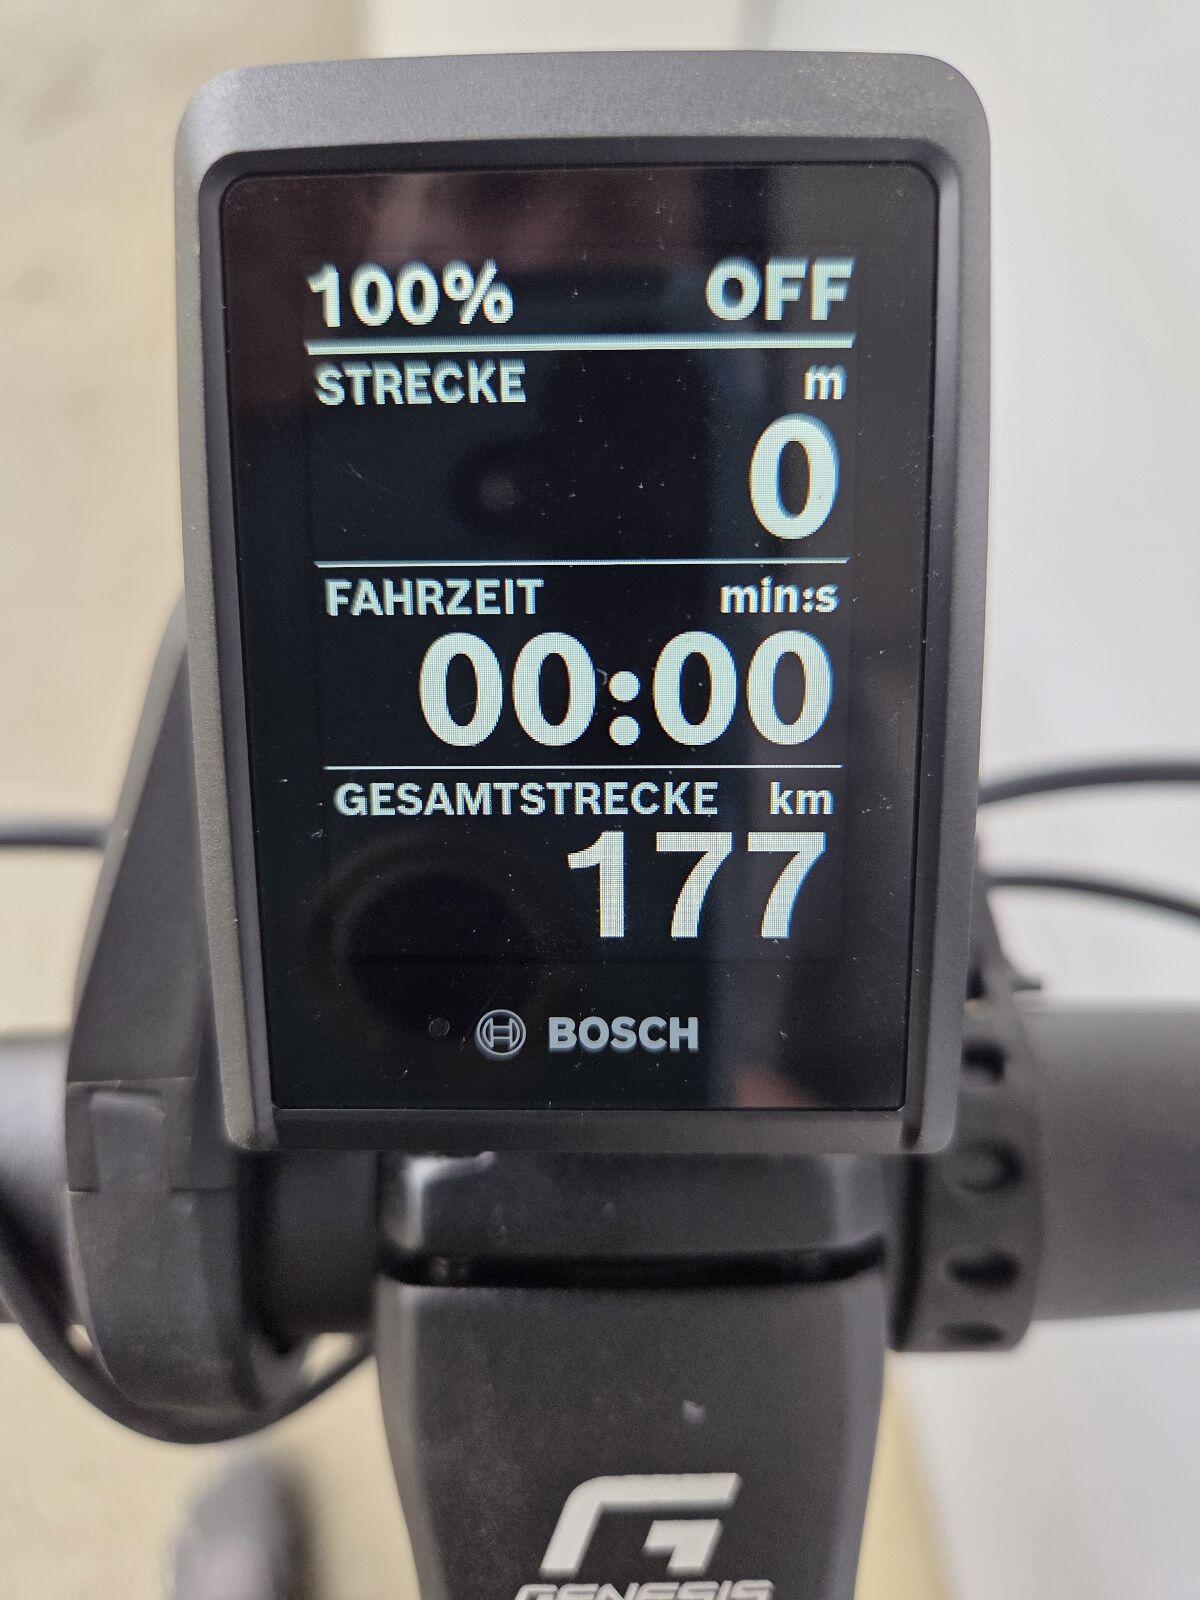 100% OFF
STRECKE m
0
FAHRZEIT min:s
00:00
GESAMTSTRECKE km
177
BOSCH
GENESIS